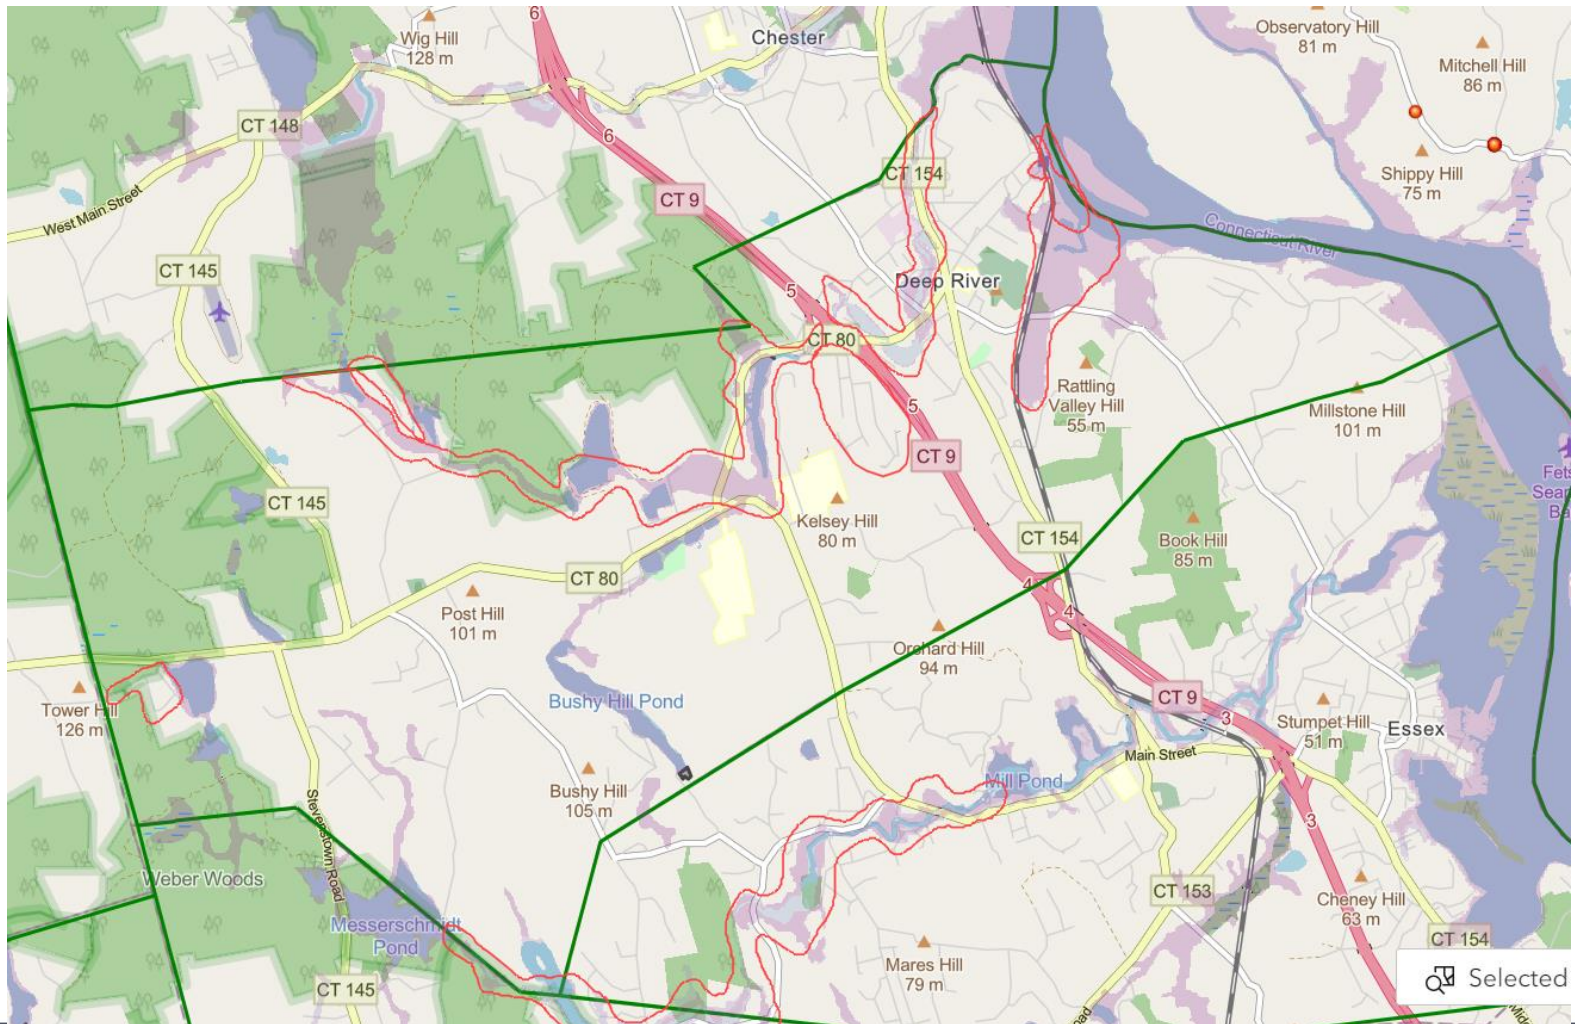 6
Wig Hill
128 m
Chester
Observatory Hill
81 m
Mitchell Hill
86 m
CT 148
6
CT 154
Shippy Hill
75 m
West Main Street
CT 9
Connecticut River
CT 145
5
Deep River
CT 80
Rattling
Valley Hill
55 m
Millstone Hill
101 m
5
CT 9
CT 145
Kelsey Hill
80 m
CT 154
Book Hill
85 m
CT 80
4
4
Post Hill
101 m
Orchard Hill
94 m
Tower Hill
126 m
Bushy Hill Pond
CT 9
3
Stumpet Hill
51 m
Essex
Main Street
Bushy Hill
105 m
Mill Pond
Stevenstown Road
3
Weber Woods
CT 153
Cheney Hill
63 m
Messerschmidt
Pond
CT 154
Mares Hill
79 m
CT 145
Selected